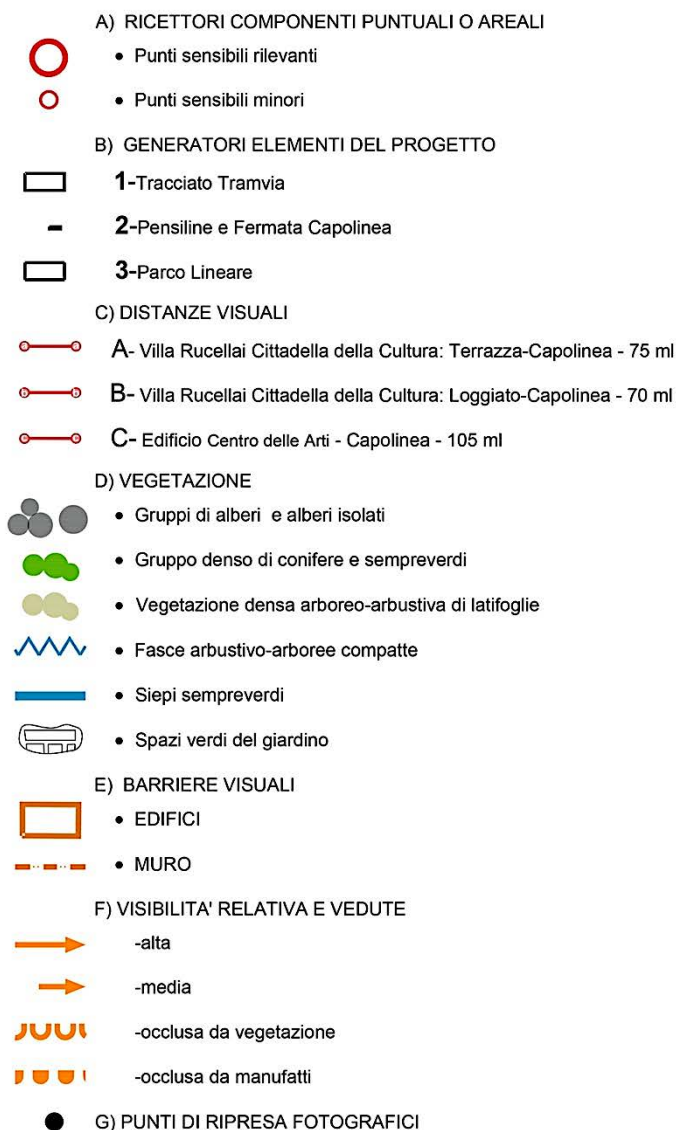 A) RICETTORI COMPONENTI PUNTUALI O AREALI
• Punti sensibili rilevanti
• Punti sensibili minori
B) GENERATORI ELEMENTI DEL PROGETTO
1-Tracciato Tramvia
2-Pensiline e Fermata Capolinea
3-Parco Lineare
C) DISTANZE VISUALI
A- Villa Rucellai Cittadella della Cultura: Terrazza-Capolinea - 75 ml
B- Villa Rucellai Cittadella della Cultura: Loggiato-Capolinea - 70 ml
C- Edificio Centro delle Arti - Capolinea - 105 ml
D) VEGETAZIONE
• Gruppi di alberi e alberi isolati
• Gruppo denso di conifere e sempreverdi
• Vegetazione densa arboreo-arbustiva di latifoglie
• Fasce arbustivo-arboree compatte
• Siepi sempreverdi
• Spazi verdi del giardino
E) BARRIERE VISUALI
• EDIFICI
• MURO
F) VISIBILITA' RELATIVA E VEDUTE
-alta
-media
-occlusa da vegetazione
-occlusa da manufatti
G) PUNTI DI RIPRESA FOTOGRAFICI